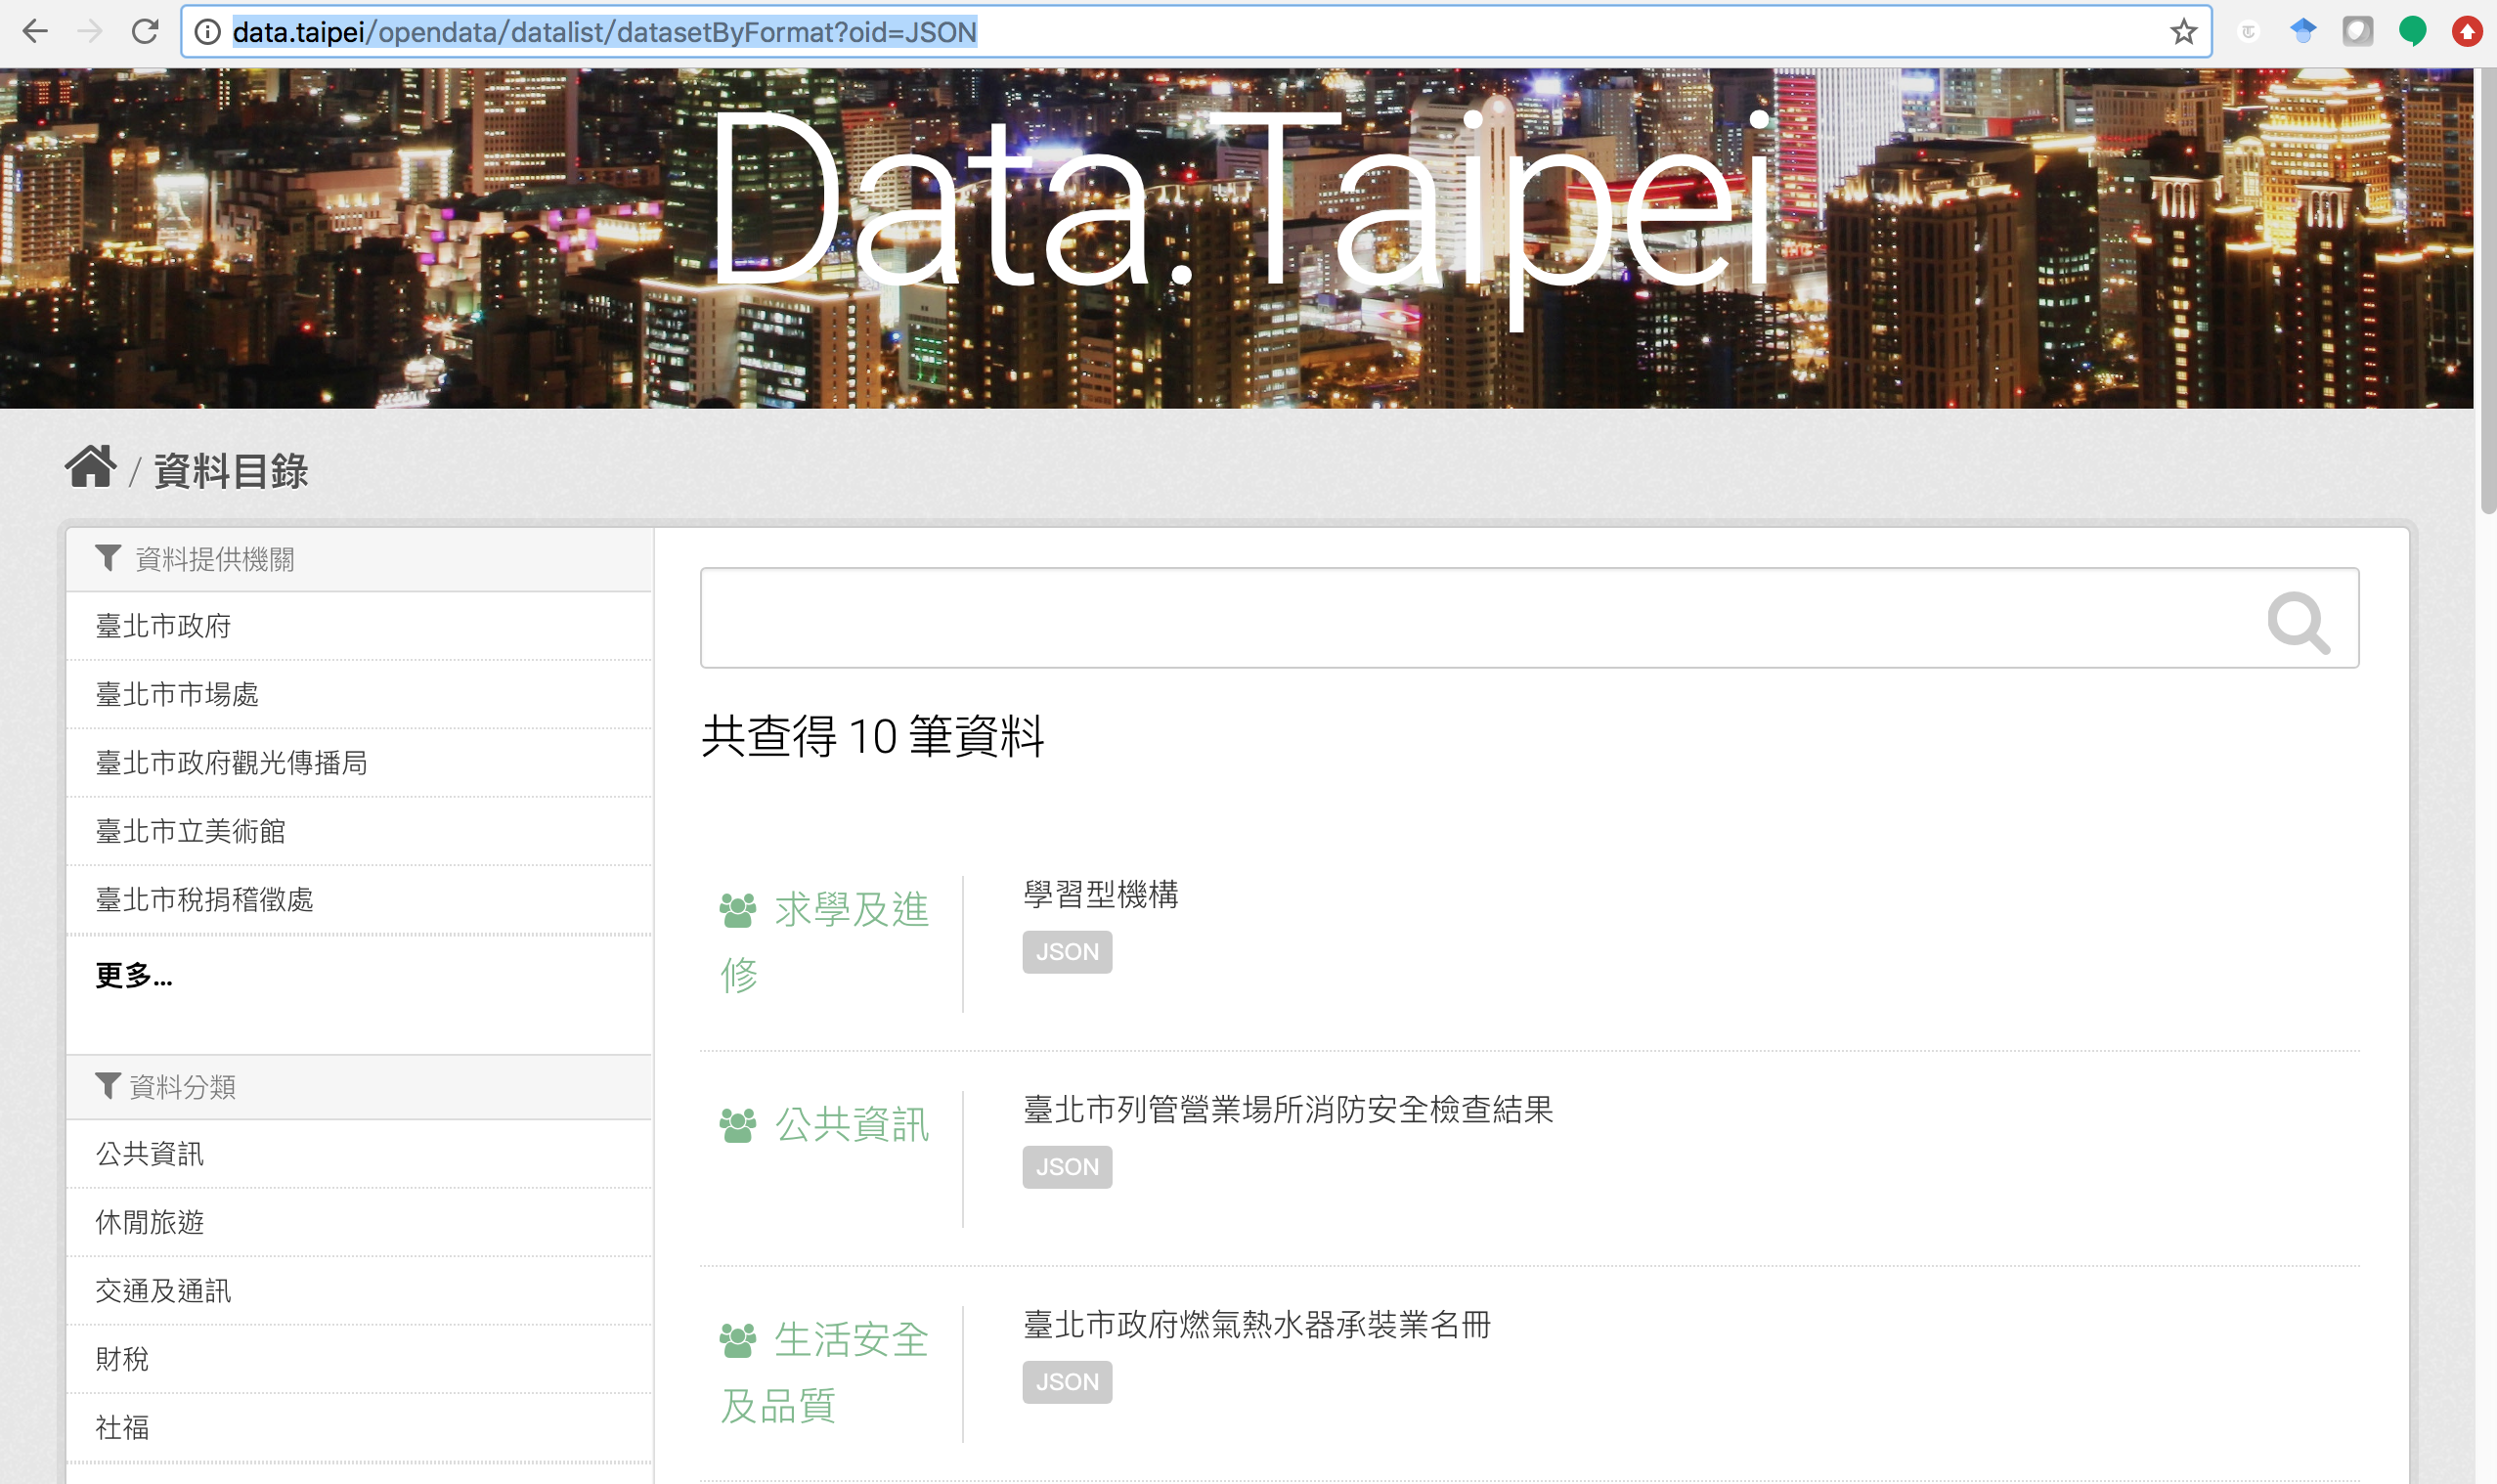 data.taipei/opendata/datalist/datasetByFormat?oid=JSON
Data.Taipei
/ 資料目錄
資料提供機關
臺北市政府
臺北市市場處
臺北市政府觀光傳播局
臺北市立美術館
臺北市稅捐稽徵處
更多...
資料分類
公共資訊
休閒旅遊
交通及通訊
財稅
社福
共查得 10 筆資料
求學及進
修
學習型機構
JSON
公共資訊
臺北市列管營業場所消防安全檢查結果
JSON
生活安全
及品質
臺北市政府燃氣熱水器承裝業名冊
JSON